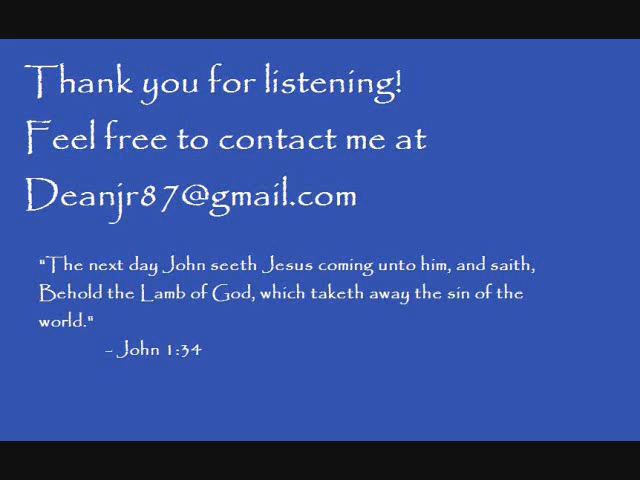 Thank you for listening!
Feel free to contact me at
Deanjr87@gmail.com
"The next day John seeth Jesus coming unto him, and saith,
Behold the Lamb of God, which taketh away the sin of the
world."
- John 1:34